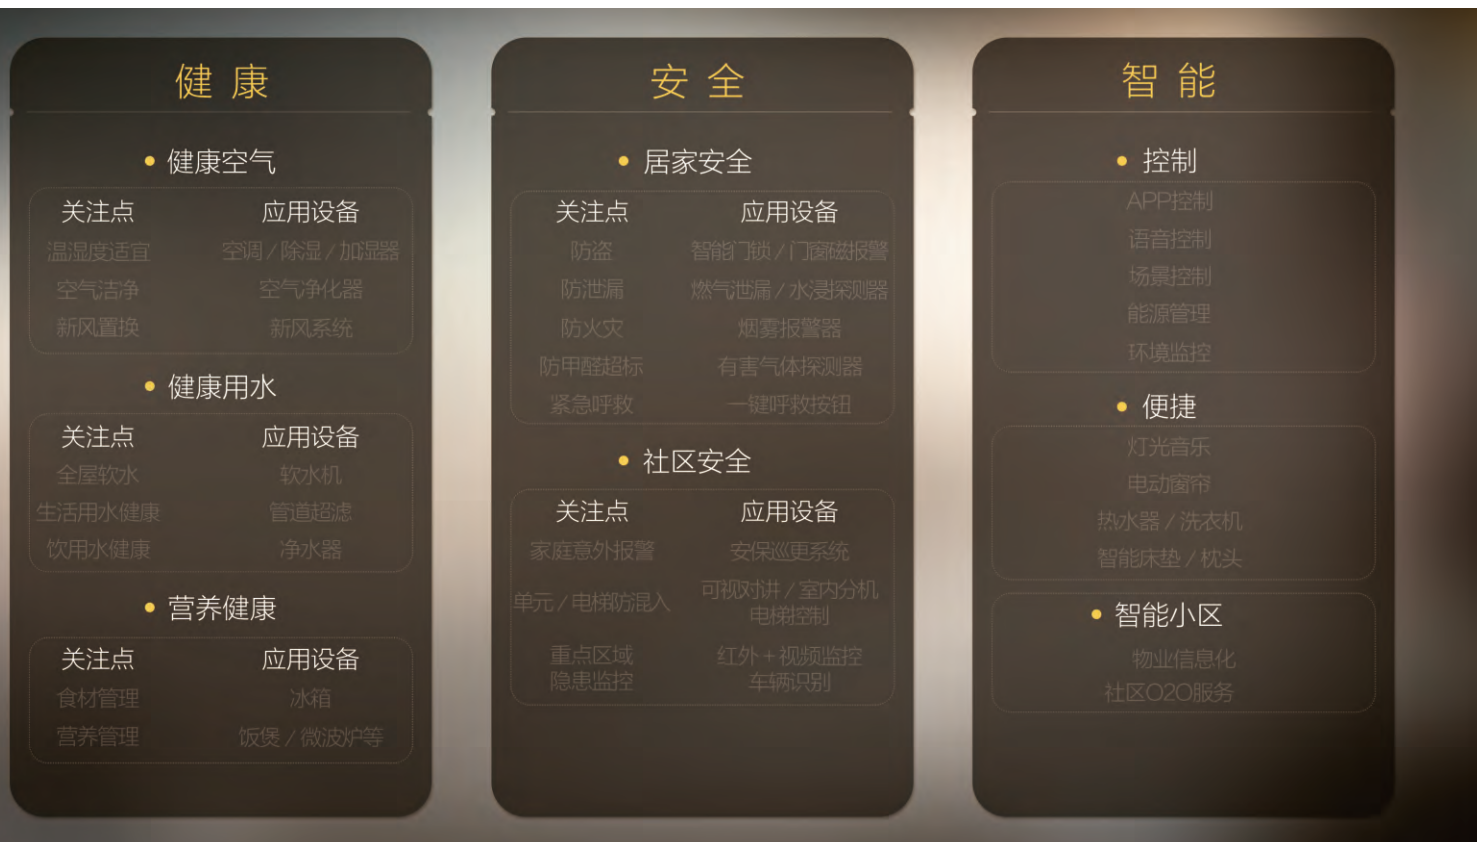 健康
• 健康空气
关注点 应用设备
温湿度适宜 空调 / 除湿 / 加湿器
空气洁净 空气净化器
新风置换 新风系统
• 健康用水
关注点 应用设备
全屋软水 软水机
生活用水健康 管道超滤
饮用水健康 净水器
• 营养健康
关注点 应用设备
食材管理 冰箱
营养管理 饭煲 / 微波炉等
安全
• 居家安全
关注点 应用设备
防盗 智能门锁 / 门窗磁报警
防泄漏 燃气泄漏 / 水浸探测器
防火灾 烟雾报警器
防甲醛超标 有害气体探测器
紧急呼救 一键呼救按钮
• 社区安全
关注点 应用设备
家庭意外报警 安保巡更系统
单元 / 电梯防混入 可视对讲 / 室内分机
电梯控制
重点区域 红外 + 视频监控
隐患监控 车辆识别
智能
• 控制
APP控制
语音控制
场景控制
能源管理
环境监控
• 便捷
灯光音乐
电动窗帘
热水器 / 洗衣机
智能床垫 / 枕头
• 智能小区
物业信息化
社区O2O服务